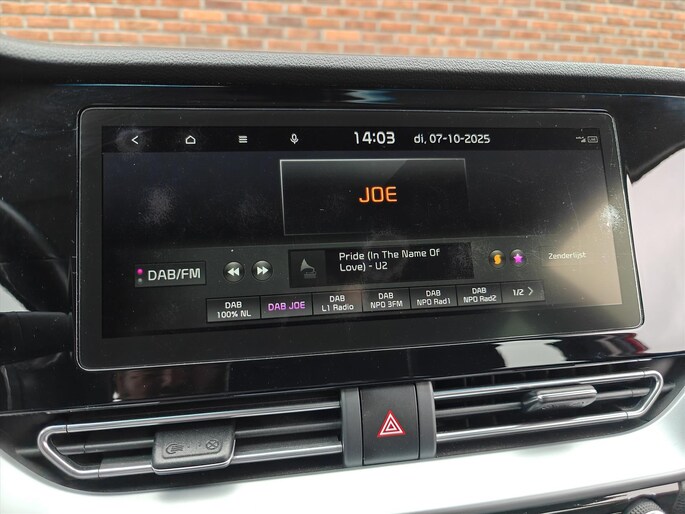 14:03 di, 07-10-2025
JOE
DAB/FM
Pride (In The Name Of
Love) - U2
Zenderlijst
DAB
100% NL
DAB JOE
DAB
L1 Radio
DAB
NPO 3FM
DAB
NPO Rad1
DAB
NPO Rad2
1/2